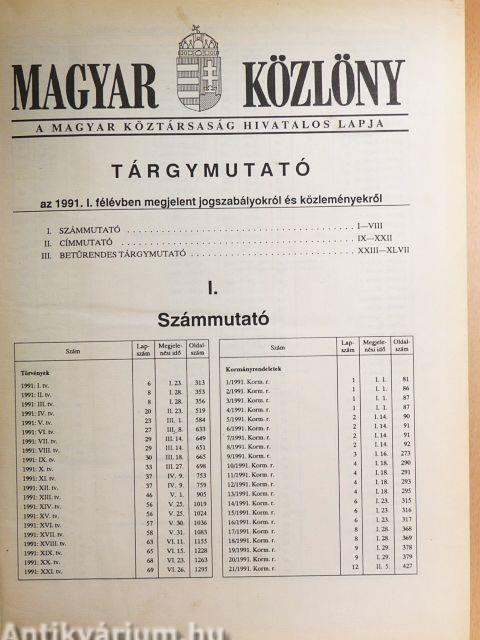 MAGYAR KÖZLÖNY
A MAGYAR KÖZTÁRSASÁG HIVATALOS LAPJA
TÁRGYMUTATÓ
az 1991. I. félévben megjelent jogszabályokról és közleményekről
I. SZÁMMUTATÓ I—VIII
II. CÍMMUTATÓ IX—XXII
III. BETŰRENDES TÁRGYMUTATÓ XXIII—XLVII
I.
Számmutató
Szám Lap-szám Megjele-nési idő Oldal-szám
Törvények
1991: I. tv. 6 I. 23. 313
1991: II. tv. 8 I. 28. 353
1991: III. tv. 8 I. 28. 356
1991: IV. tv. 20 II. 23. 519
1991: V. tv. 23 III. 1. 584
1991: VI. tv. 27 III. 8. 633
1991: VII. tv. 29 III. 14. 649
1991: VIII. tv. 29 III. 14. 651
1991: IX. tv. 30 III. 18. 665
1991: X. tv. 33 III. 27. 698
1991: XI. tv. 37 IV. 9. 753
1991: XII. tv. 37 IV. 9. 759
1991: XIII. tv. 46 V. 1. 905
1991: XIV. tv. 56 V. 25. 1019
1991: XV. tv. 56 V. 25. 1024
1991: XVI. tv. 57 V. 30. 1036
1991: XVII. tv. 58 V. 31. 1083
1991: XVIII. tv. 63 VI. 11. 1155
1991: XIX. tv. 65 VI. 15. 1228
1991: XX. tv. 68 VI. 23. 1263
1991: XXI. tv. 69 VI. 26. 1295
Szám Lap-szám Megjele-nési idő Oldal-szám
Kormányrendeletek
1/1991. Korm. r. 1 I. 1. 81
2/1991. Korm. r. 1 I. 1. 86
3/1991. Korm. r. 1 I. 1. 87
4/1991. Korm. r. 1 I. 1. 87
5/1991. Korm. r. 1 I. 1. 90
6/1991. Korm. r. 2 I. 14. 90
7/1991. Korm. r. 2 I. 14. 91
8/1991. Korm. r. 2 I. 14. 91
9/1991. Korm. r. 2 I. 14. 92
10/1991. Korm. r. 3 I. 16. 273
11/1991. Korm. r. 4 I. 18. 290
12/1991. Korm. r. 4 I. 18. 291
13/1991. Korm. r. 4 I. 18. 293
14/1991. Korm. r. 4 I. 18. 295
15/1991. Korm. r. 6 I. 23. 315
16/1991. Korm. r. 6 I. 23. 316
17/1991. Korm. r. 6 I. 23. 317
18/1991. Korm. r. 8 I. 28. 368
19/1991. Korm. r. 8 I. 28. 369
20/1991. Korm. r. 9 I. 29. 378
21/1991. Korm. r. 9 I. 29. 379
12 II. 5. 427
Antikvárium.hu